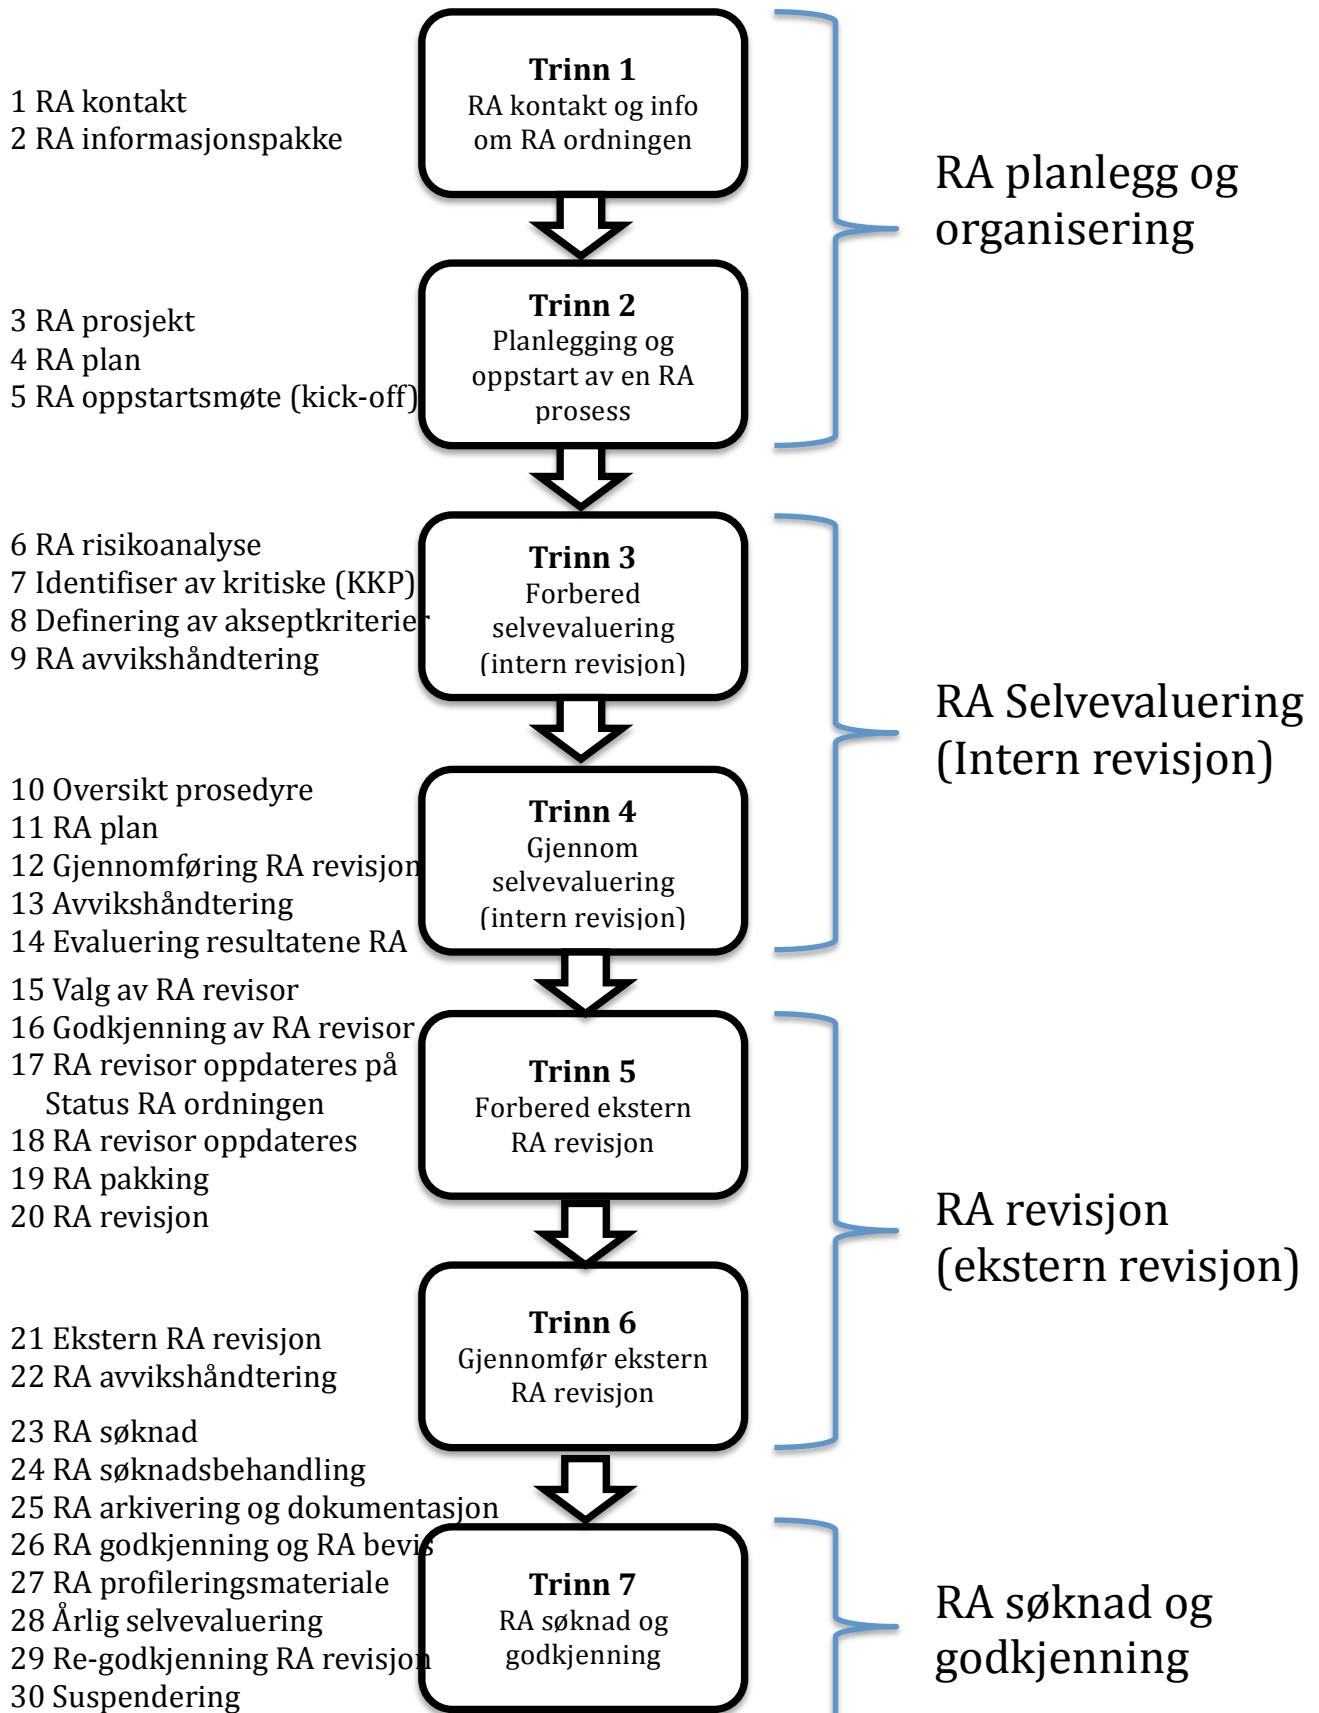 1 RA kontakt
2 RA informasjonspakke
Trinn 1
RA kontakt og info
om RA ordningen
RA planlegg og
organisering
3 RA prosjekt
4 RA plan
5 RA oppstartsmøte (kick-off)
Trinn 2
Planlegging og
oppstart av en RA
prosess
6 RA risikoanalyse
7 Identifiser av kritiske (KKP)
8 Definering av akseptkriterier
9 RA avvikshåndtering
Trinn 3
Forbered
selvevaluering
(intern revisjon)
RA Selvevaluering
(Intern revisjon)
10 Oversikt prosedyre
11 RA plan
12 Gjennomføring RA revisjon
13 Avvikshåndtering
14 Evaluering resultatene RA
Trinn 4
Gjennom
selvevaluering
(intern revisjon)
15 Valg av RA revisor
16 Godkjenning av RA revisor
17 RA revisor oppdateres på
Status RA ordningen
18 RA revisor oppdateres
19 RA pakking
20 RA revisjon
Trinn 5
Forbered ekstern
RA revisjon
RA revisjon
(ekstern revisjon)
21 Ekstern RA revisjon
22 RA avvikshåndtering
Trinn 6
Gjennomfør ekstern
RA revisjon
23 RA søknad
24 RA søknadsbehandling
25 RA arkivering og dokumentasjon
26 RA godkjenning og RA bevis
27 RA profileringsmateriale
28 Årlig selvevaluering
29 Re-godkjenning RA revisjon
30 Suspendering
Trinn 7
RA søknad og
godkjenning
RA søknad og
godkjenning